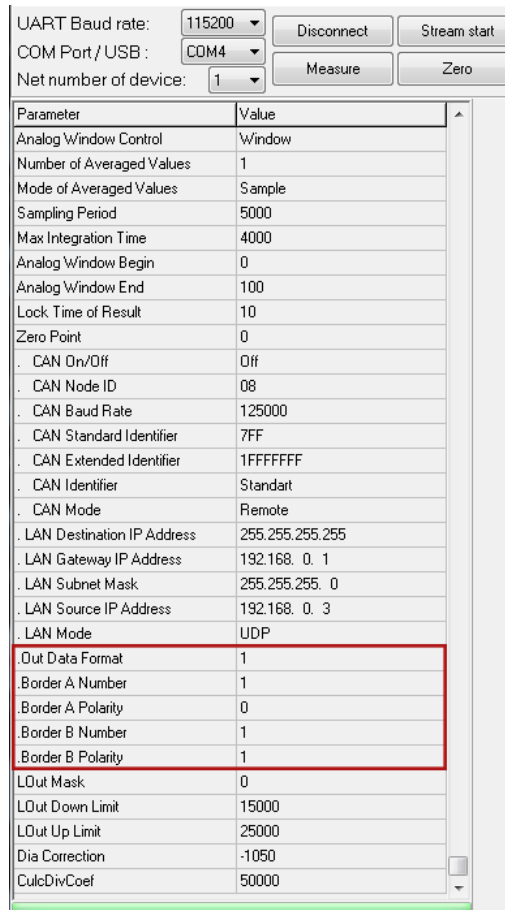 UART Baud rate: 115200 Disconnect Stream start
COM Port / USB : COM4
Net number of device: 1 Measure Zero
Parameter Value
Analog Window Control Window
Number of Averaged Values 1
Mode of Averaged Values Sample
Sampling Period 5000
Max Integration Time 4000
Analog Window Begin 0
Analog Window End 100
Lock Time of Result 10
Zero Point 0
. CAN On/Off Off
. CAN Node ID 08
. CAN Baud Rate 125000
. CAN Standard Identifier 7FF
. CAN Extended Identifier 1FFFFFFF
. CAN Identifier Standart
. CAN Mode Remote
. LAN Destination IP Address 255.255.255.255
. LAN Gateway IP Address 192.168. 0. 1
. LAN Subnet Mask 255.255.255. 0
. LAN Source IP Address 192.168. 0. 3
. LAN Mode UDP
.Out Data Format 1
.Border A Number 1
.Border A Polarity 0
.Border B Number 1
.Border B Polarity 1
LOut Mask 0
LOut Down Limit 15000
LOut Up Limit 25000
Dia Correction -1050
CulcDivCoef 50000